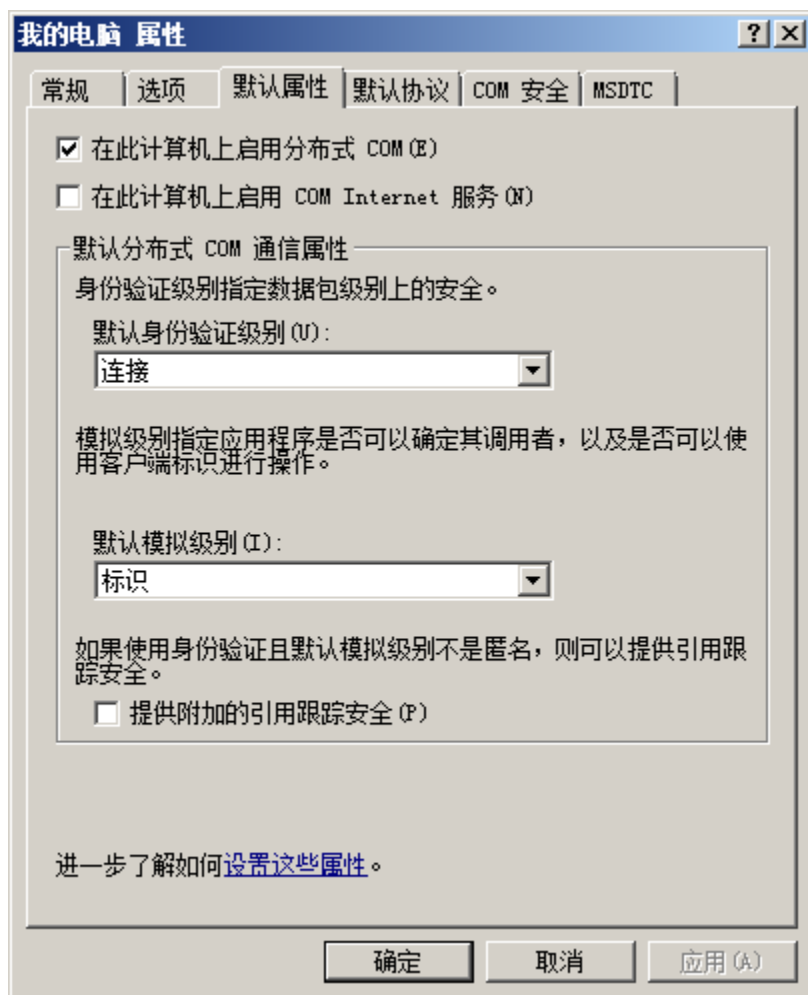 我的电脑 属性
常规 选项 默认属性 默认协议 COM 安全 MSDTC
在此计算机上启用分布式 COM(E)
在此计算机上启用 COM Internet 服务(N)
默认分布式 COM 通信属性
身份验证级别指定数据包级别上的安全。
默认身份验证级别(U):
连接
模拟级别指定应用程序是否可以确定其调用者，以及是否可以使
用客户端标识进行操作。
默认模拟级别(I):
标识
如果使用身份验证且默认模拟级别不是匿名，则可以提供引用跟
踪安全。
提供附加的引用跟踪安全(P)
进一步了解如何设置这些属性。
确定 取消 应用(A)